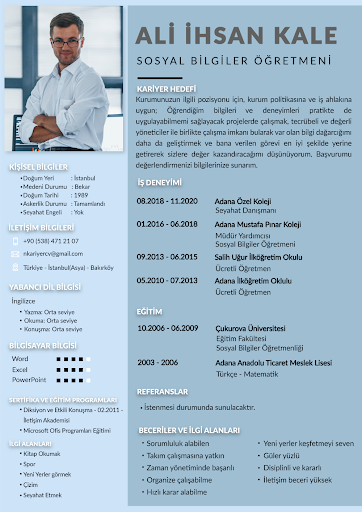 ALİ İHSAN KALE
SOSYAL BİLGİLER ÖĞRETMENİ
KARİYER HEDEFİ
Kurumunuzun ilgili pozisyonu için, kurum politikasına ve iş ahlakına
uygun; Öğrendiğim bilgileri ve deneyimleri pratikte de
uygulayabilmemi sağlayacak projelerde çalışmak, tecrübeli ve değerli
yöneticiler ile birlikte çalışma imkanı bularak var olan bilgi dağarcığımı
daha da geliştirmek ve bana verilen görevi en iyi şekilde yerine
getirerek sizlere değer kazandıracağımı düşünüyorum. Başvurumu
değerlendirmenizi bilgilerinize sunarım.
KİŞİSEL BİLGİLER
•Doğum Yeri : İstanbul
•Medeni Durumu : Bekar
•Doğum Tarihi : 1989
•Askerlik Durumu : Tamamlandı
•Seyahat Engeli : Yok
İLETİŞİM BİLGİLERİ
+90 (538) 471 21 07
nkariyercv@gmail.com
Türkiye - İstanbul(Asya) - Bakırköy
YABANCI DİL BİLGİSİ
İngilizce
• Yazma: Orta seviye
• Okuma: Orta seviye
• Konuşma: Orta seviye
BİLGİSAYAR BİLGİSİ
Word
Excel
PowerPoint
SERTİFİKA VE EĞİTİM PROGRAMLARI
• Diksiyon ve Etkili Konuşma - 02.2011 -
İletişim Akademisi
• Microsoft Ofis Programları Eğitimi
İLGİ ALANLARI
• Kitap Okumak
• Spor
• Yeni Yerler görmek
• Çizim
• Seyahat Etmek
İŞ DENEYİMİ
08.2018 - 11.2020 Adana Özel Koleji
Seyahat Danışmanı
01.2016 - 06.2018 Adana Mustafa Pınar Koleji
Müdür Yardımcısı
Sosyal Bilgiler Öğretmeni
09.2013 - 06.2015 Salih Uğur İlköğretim Okulu
Ücretli Öğretmen
05.2010 - 07.2013 Adana İlköğretim Oklulu
Ücretli Öğretmen
EĞİTİM
10.2006 - 06.2009 Çukurova Üniversitesi
Eğitim Fakültesi
Sosyal Bilgiler Öğretmenliği
2003 - 2006 Adana Anadolu Ticaret Meslek Lisesi
Türkçe - Matematik
REFERANSLAR
• İstenmesi durumunda sunulacaktır.
BECERİLER VE İLGİ ALANLARI
• Sorumluluk alabilen
• Takım çalışmasına yatkın
• Zaman yönetiminde başarılı
• Organize çalışabilme
• Hızlı karar alabilme
• Yeni yerler keşfetmeyi seven
• Güler yüzlü
• Disiplinli ve kararlı
• İletişim beceri yüksek